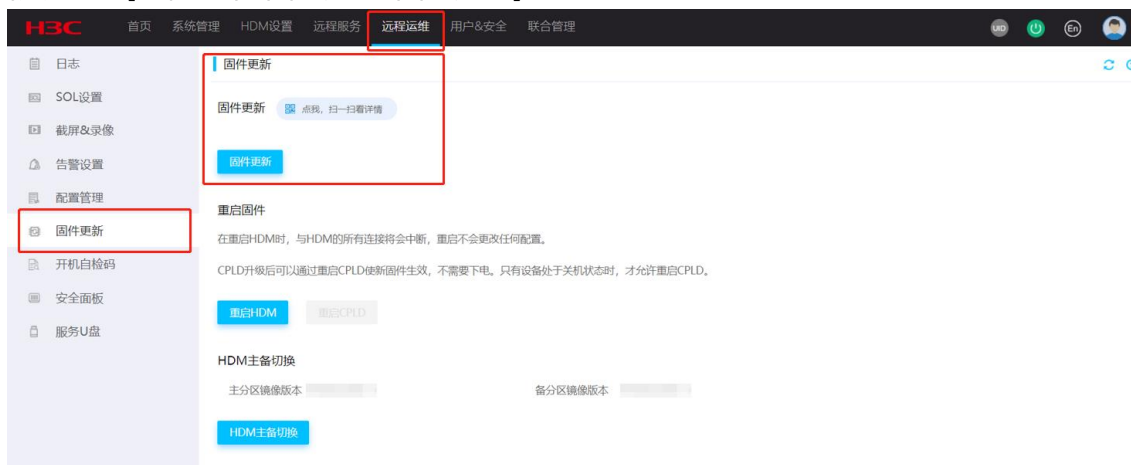 H3C 首页 系统管理 HDM设置 远程服务 远程运维 用户&安全 联合管理 UID En
日志
SOL设置
截屏&录像
告警设置
配置管理
固件更新
开机自检码
安全面板
服务U盘
固件更新
固件更新 点我，扫一扫看详情
固件更新
重启固件
在重启HDM时，与HDM的所有连接将会中断，重启不会更改任何配置。
CPLD升级后可以通过重启CPLD使新固件生效，不需要下电。只有设备处于关机状态时，才允许重启CPLD。
重启HDM 重启CPLD
HDM主备切换
主分区镜像版本 备分区镜像版本
HDM主备切换